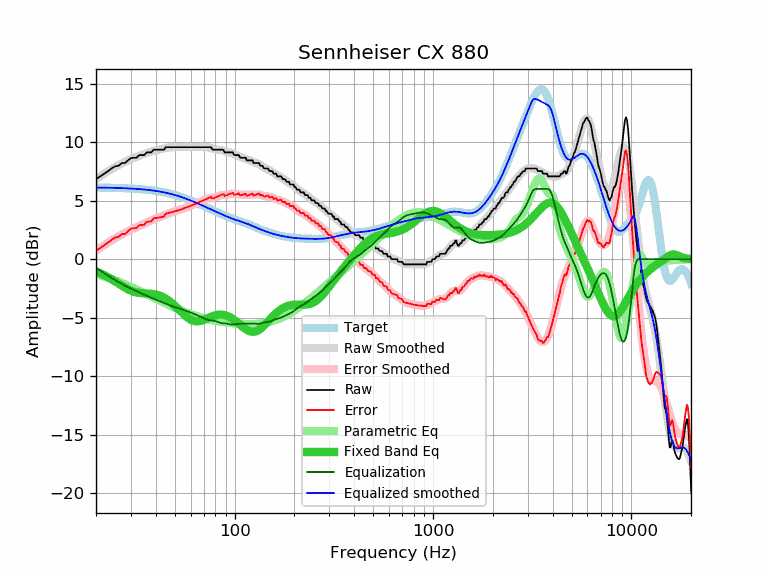 Sennheiser CX 880
15
10
5
0
−5
−10
−15
−20
Amplitude (dBr)
Target
Raw Smoothed
Error Smoothed
Raw
Error
Parametric Eq
Fixed Band Eq
Equalization
Equalized smoothed
100 1000 10000
Frequency (Hz)